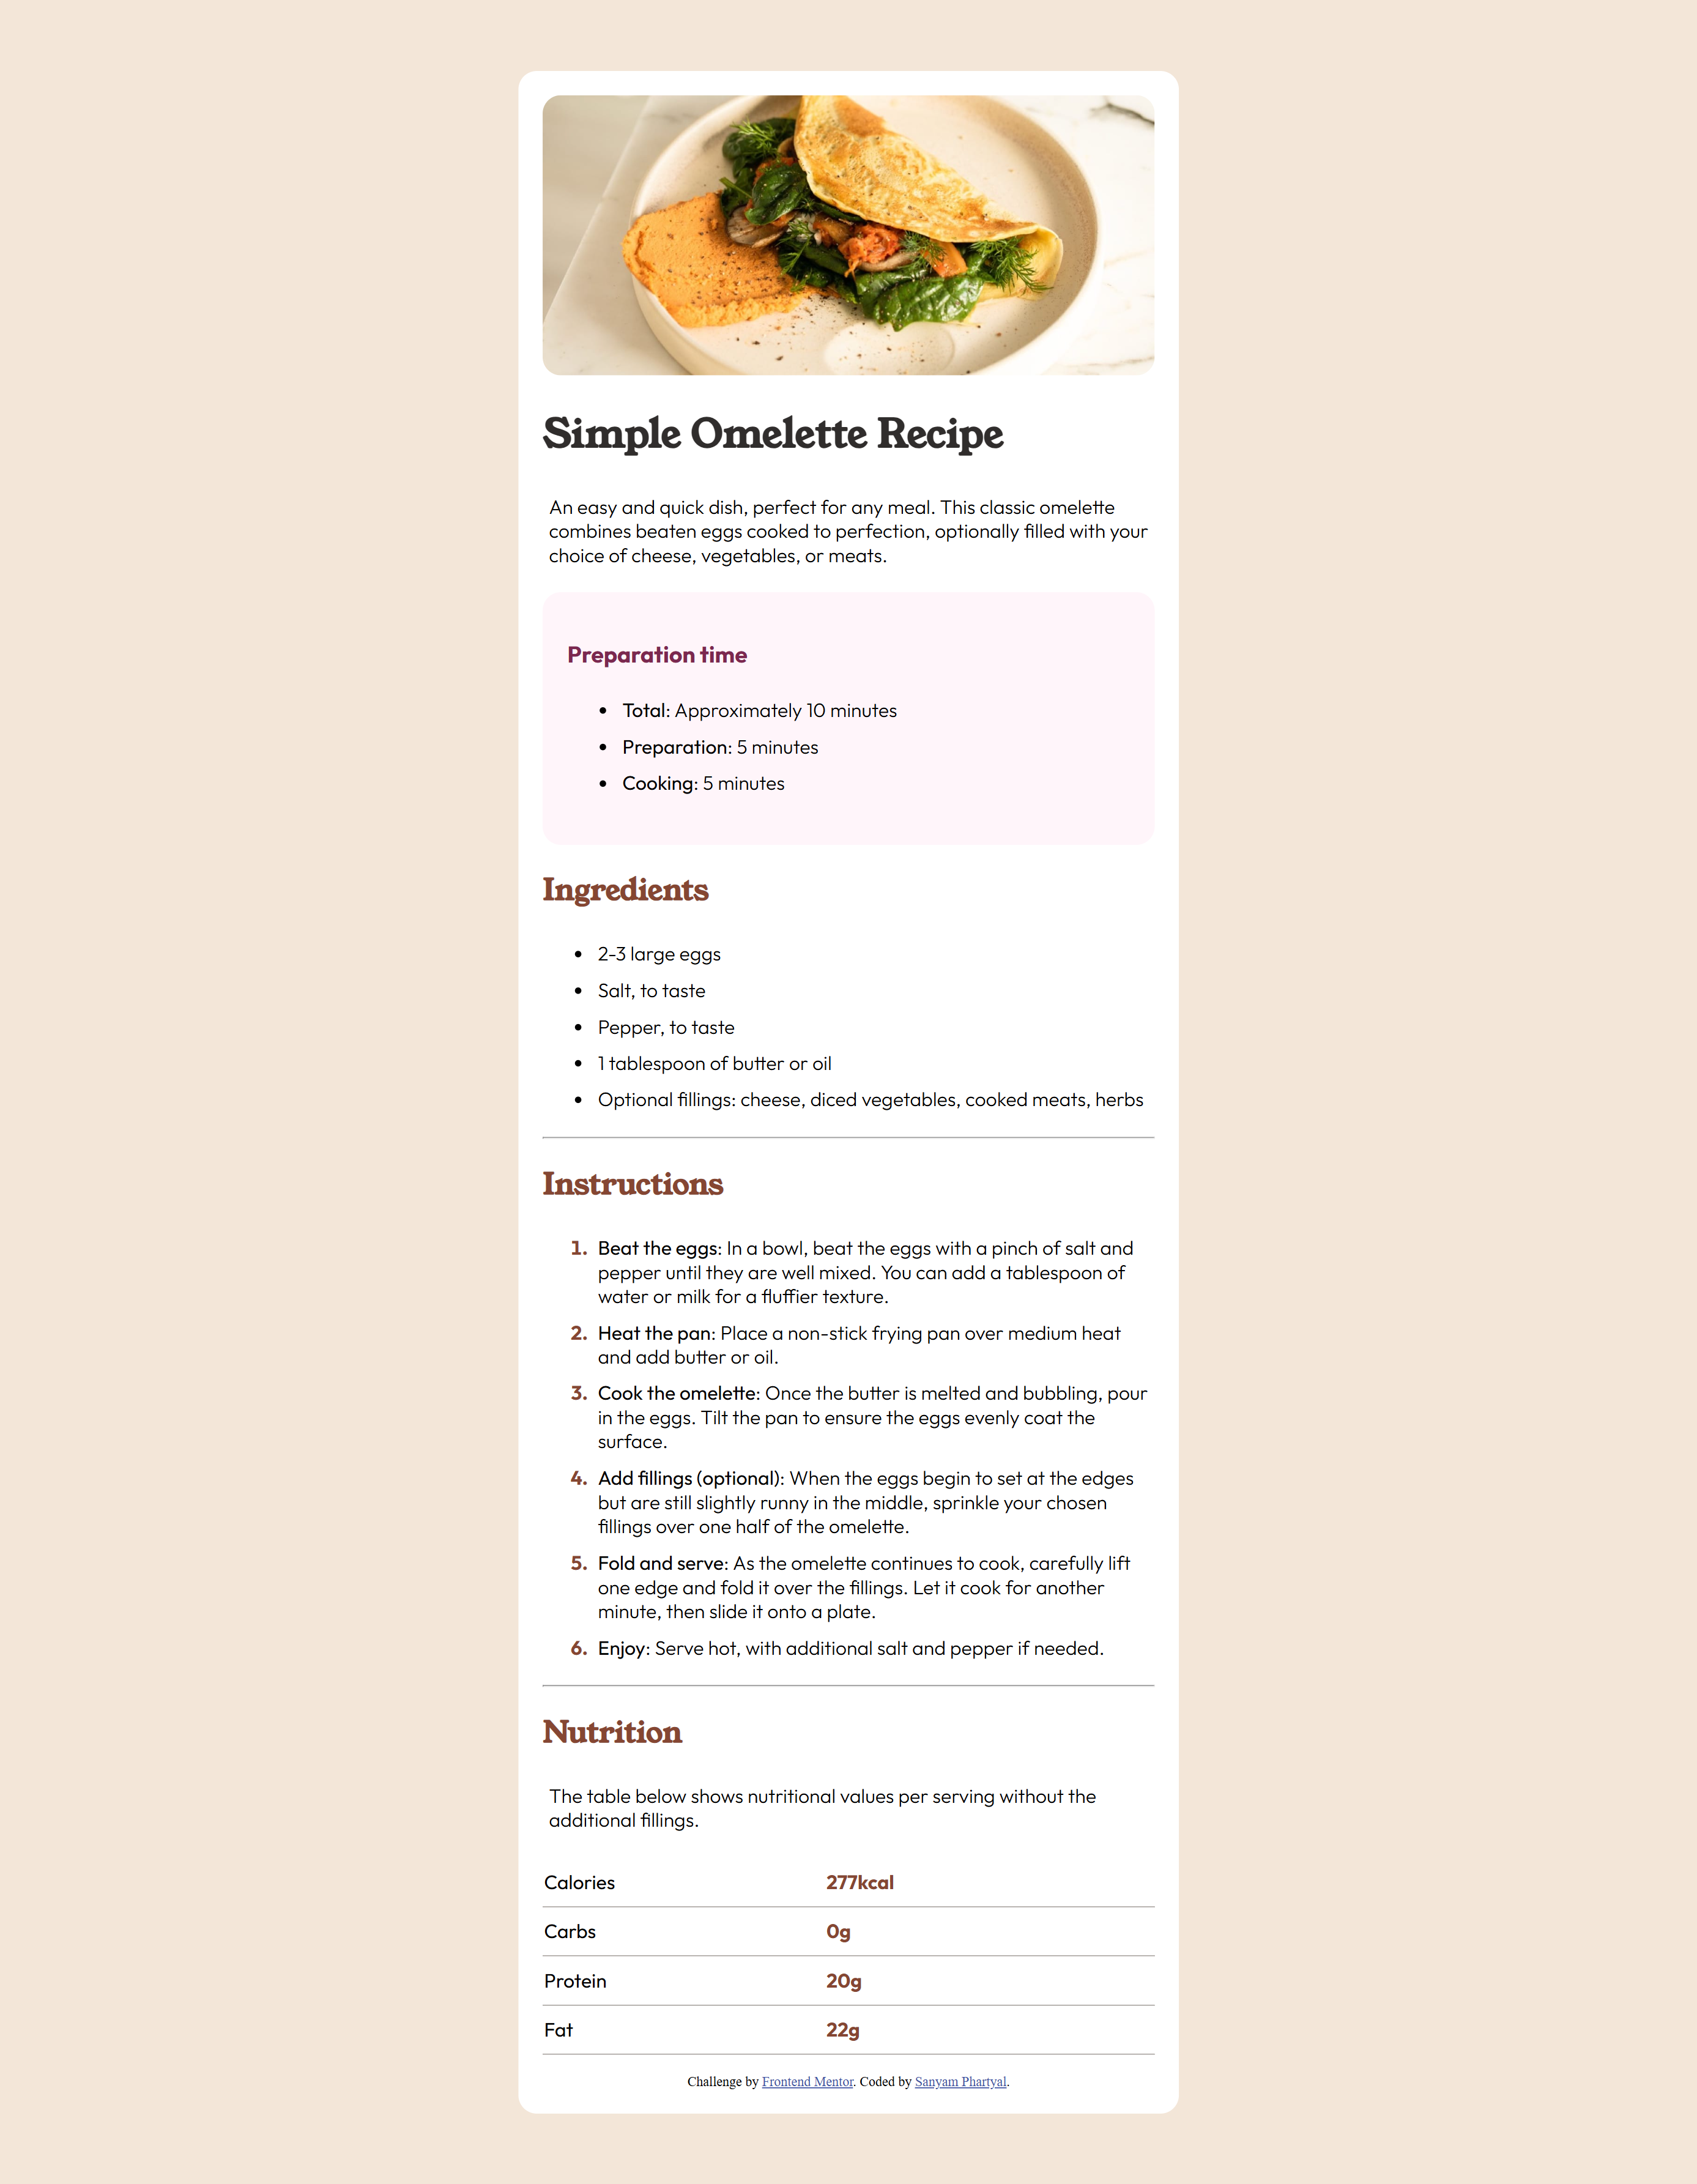 Simple Omelette Recipe
An easy and quick dish, perfect for any meal. This classic omelette
combines beaten eggs cooked to perfection, optionally filled with your
choice of cheese, vegetables, or meats.
Preparation time
• Total: Approximately 10 minutes
• Preparation: 5 minutes
• Cooking: 5 minutes
Ingredients
• 2-3 large eggs
• Salt, to taste
• Pepper, to taste
• 1 tablespoon of butter or oil
• Optional fillings: cheese, diced vegetables, cooked meats, herbs
Instructions
1. Beat the eggs: In a bowl, beat the eggs with a pinch of salt and
pepper until they are well mixed. You can add a tablespoon of
water or milk for a fluffier texture.
2. Heat the pan: Place a non-stick frying pan over medium heat
and add butter or oil.
3. Cook the omelette: Once the butter is melted and bubbling, pour
in the eggs. Tilt the pan to ensure the eggs evenly coat the
surface.
4. Add fillings (optional): When the eggs begin to set at the edges
but are still slightly runny in the middle, sprinkle your chosen
fillings over one half of the omelette.
5. Fold and serve: As the omelette continues to cook, carefully lift
one edge and fold it over the fillings. Let it cook for another
minute, then slide it onto a plate.
6. Enjoy: Serve hot, with additional salt and pepper if needed.
Nutrition
The table below shows nutritional values per serving without the
additional fillings.
Calories 277kcal
Carbs 0g
Protein 20g
Fat 22g
Challenge by Frontend Mentor. Coded by Sanyam Phartyal.